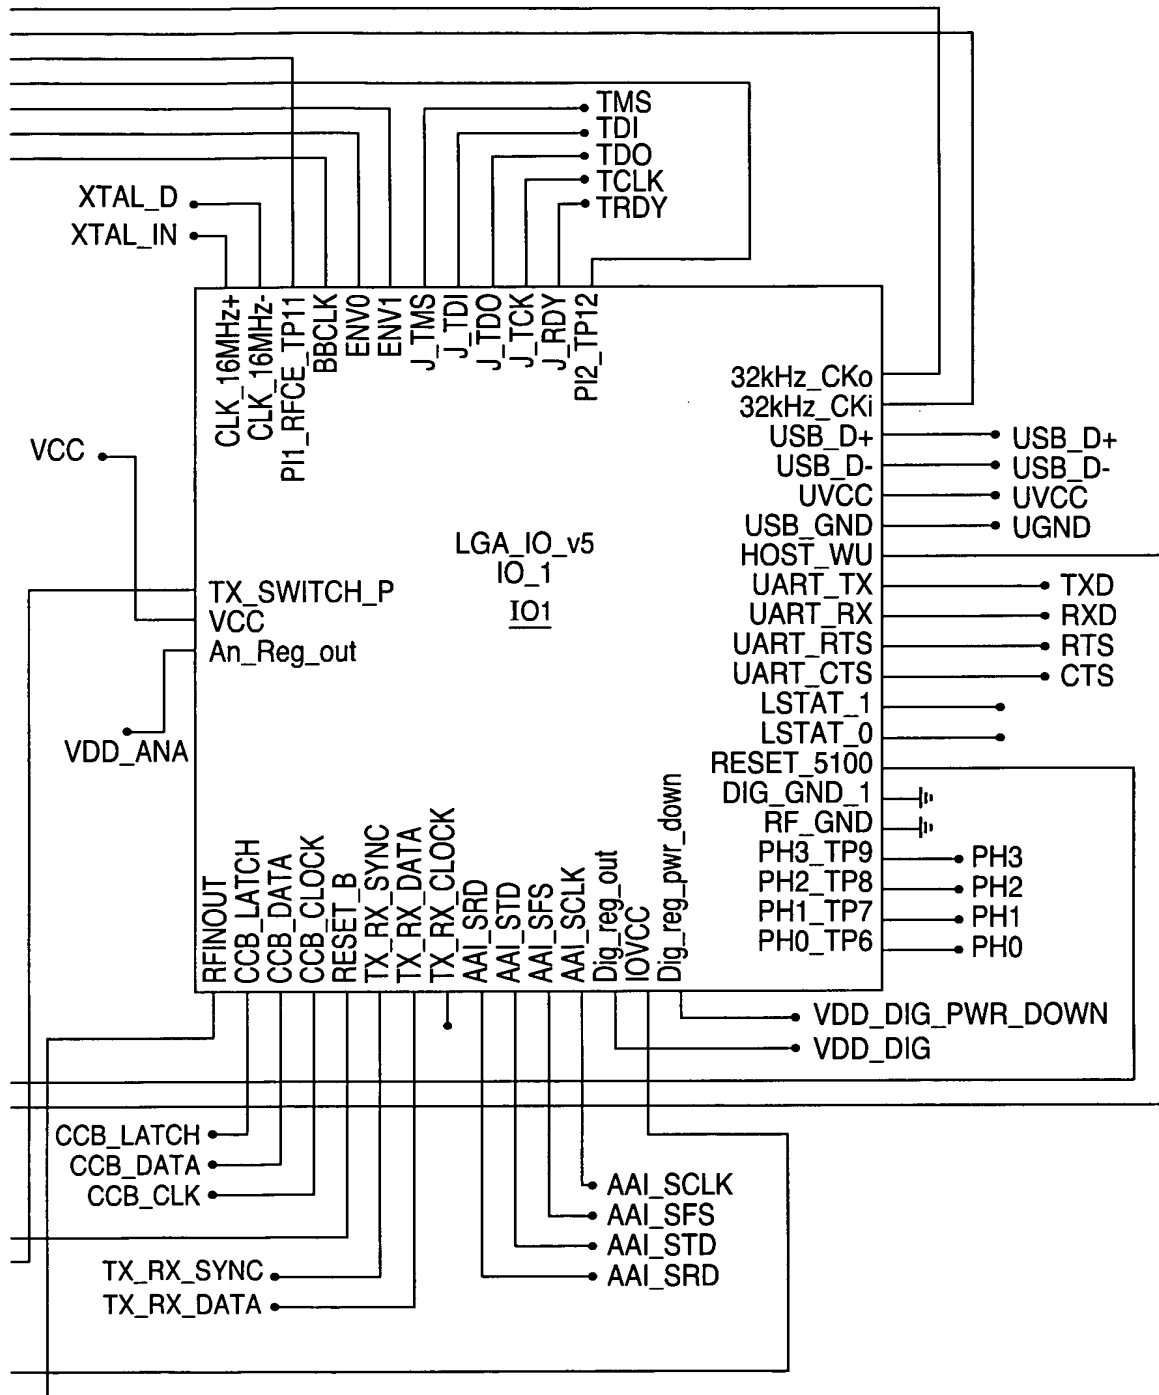 TMS
TDI
TDO
TCLK
TRDY
XTAL_D
XTAL_IN
CLK_16MHz+
CLK_16MHz-
PI1_RFCE_TP11
BBCLK
ENV0
ENV1
J_TMS
J_TDI
J_TDO
J_TCK
J_RDY
PI2_TP12
32kHz_CKo
32kHz_CKi
USB_D+ USB_D+
USB_D- USB_D-
UVCC UVCC
USB_GND UGND
HOST_WU
UART_TX TXD
UART_RX RXD
UART_RTS RTS
UART_CTS CTS
LSTAT_1
LSTAT_0
RESET_5100
DIG_GND_1
RF_GND
PH3_TP9 PH3
PH2_TP8 PH2
PH1_TP7 PH1
PH0_TP6 PH0
VCC
LGA_IO_v5
IO_1
IO1
TX_SWITCH_P
VCC
An_Reg_out
VDD_ANA
RFINOUT
CCB_LATCH
CCB_DATA
CCB_CLOCK
RESET_B
TX_RX_SYNC
TX_RX_DATA
TX_RX_CLOCK
AAI_SRD
AAI_STD
AAI_SFS
AAI_SCLK
Dig_reg_out
IOVCC
Dig_reg_pwr_down
VDD_DIG_PWR_DOWN
VDD_DIG
CCB_LATCH
CCB_DATA
CCB_CLK
AAI_SCLK
AAI_SFS
AAI_STD
AAI_SRD
TX_RX_SYNC
TX_RX_DATA